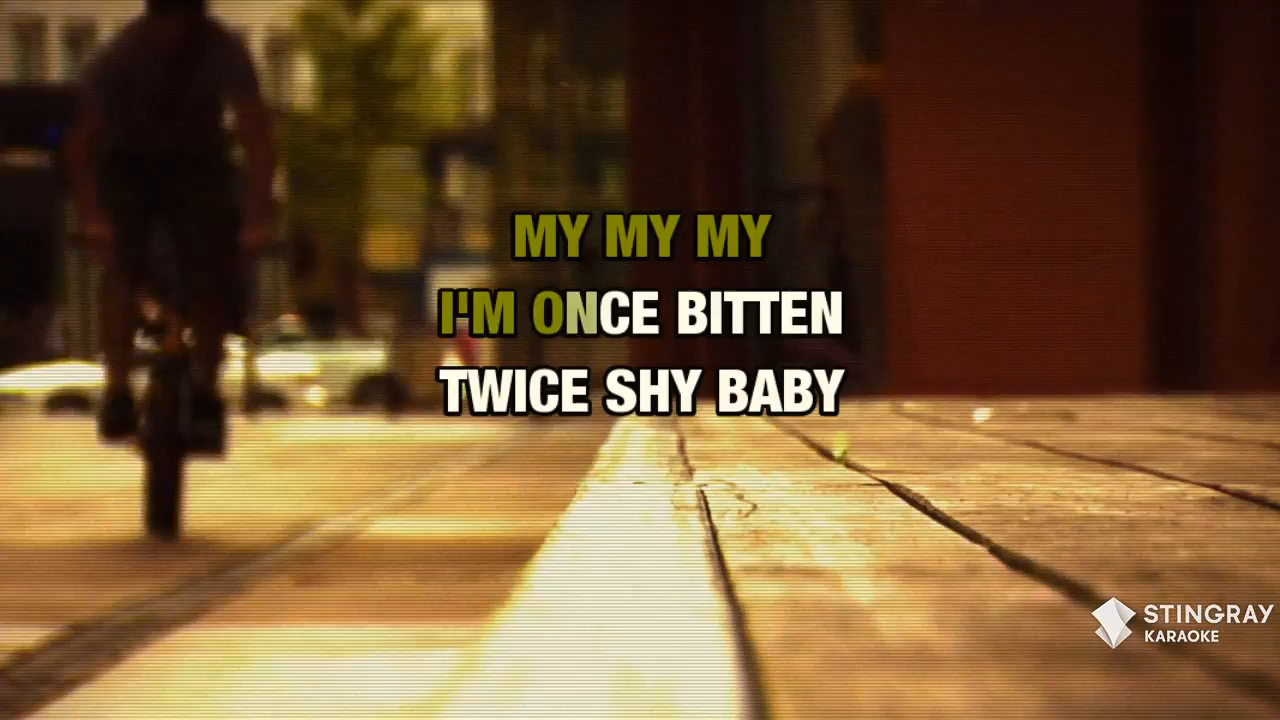 MY MY MY
I'M ONCE BITTEN
TWICE SHY BABY
STINGRAY
KARAOKE